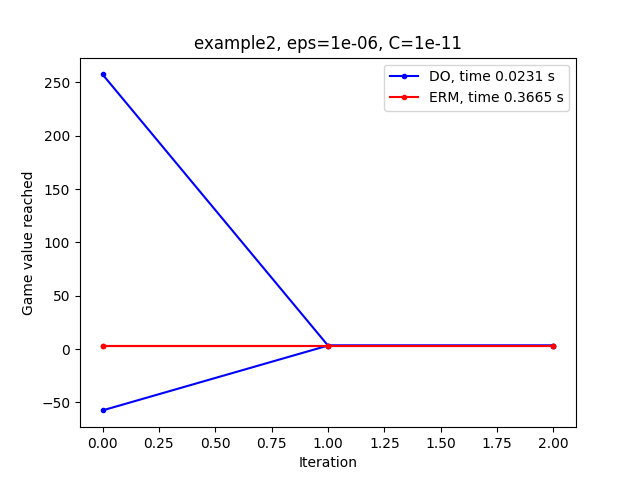 example2, eps=1e-06, C=1e-11
DO, time 0.0231 s
ERM, time 0.3665 s
Game value reached
250
200
150
100
50
0
−50
0.00 0.25 0.50 0.75 1.00 1.25 1.50 1.75 2.00
Iteration